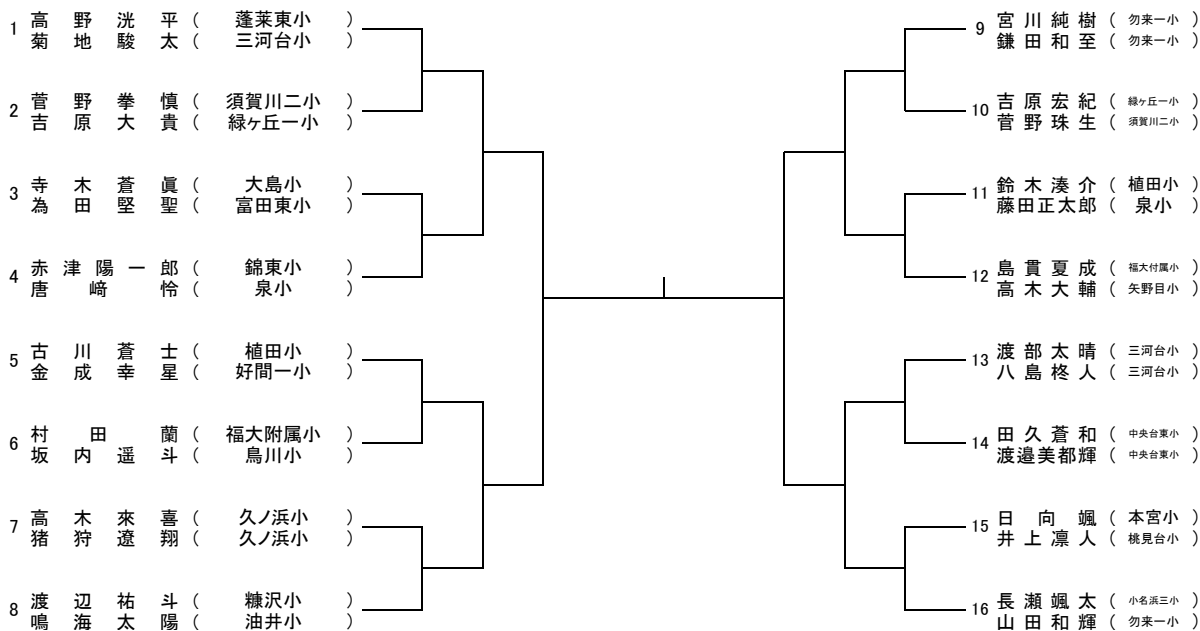 1 高野洸平（ 蓬莱東小 ）
菊地駿太（ 三河台小 ）
2 菅野拳慎（ 須賀川二小 ）
吉原大貴（ 緑ヶ丘一小 ）
3 寺木蒼眞（ 大島小 ）
為田堅聖（ 富田東小 ）
4 赤津陽一郎（ 錦東小 ）
唐﨑怜（ 泉小 ）
5 古川蒼士（ 植田小 ）
金成幸星（ 好間一小 ）
6 村田蘭（ 福大附属小 ）
坂内遥斗（ 鳥川小 ）
7 高木來喜（ 久ノ浜小 ）
猪狩遼翔（ 久ノ浜小 ）
8 渡辺祐斗（ 糠沢小 ）
鳴海太陽（ 油井小 ）
9 宮川純樹（ 勿来一小 ）
鎌田和至（ 勿来一小 ）
10 吉原宏紀（ 緑ヶ丘一小 ）
菅野珠生（ 須賀川二小 ）
11 鈴木湊介（ 植田小 ）
藤田正太郎（ 泉小 ）
12 島貫夏成（ 福大付属小 ）
高木大輔（ 矢野目小 ）
13 渡部太晴（ 三河台小 ）
八島柊人（ 三河台小 ）
14 田久蒼和（ 中央台東小 ）
渡邉美都輝（ 中央台東小 ）
15 日向颯（ 本宮小 ）
井上凛人（ 桃見台小 ）
16 長瀬颯太（ 小名浜三小 ）
山田和輝（ 勿来一小 ）